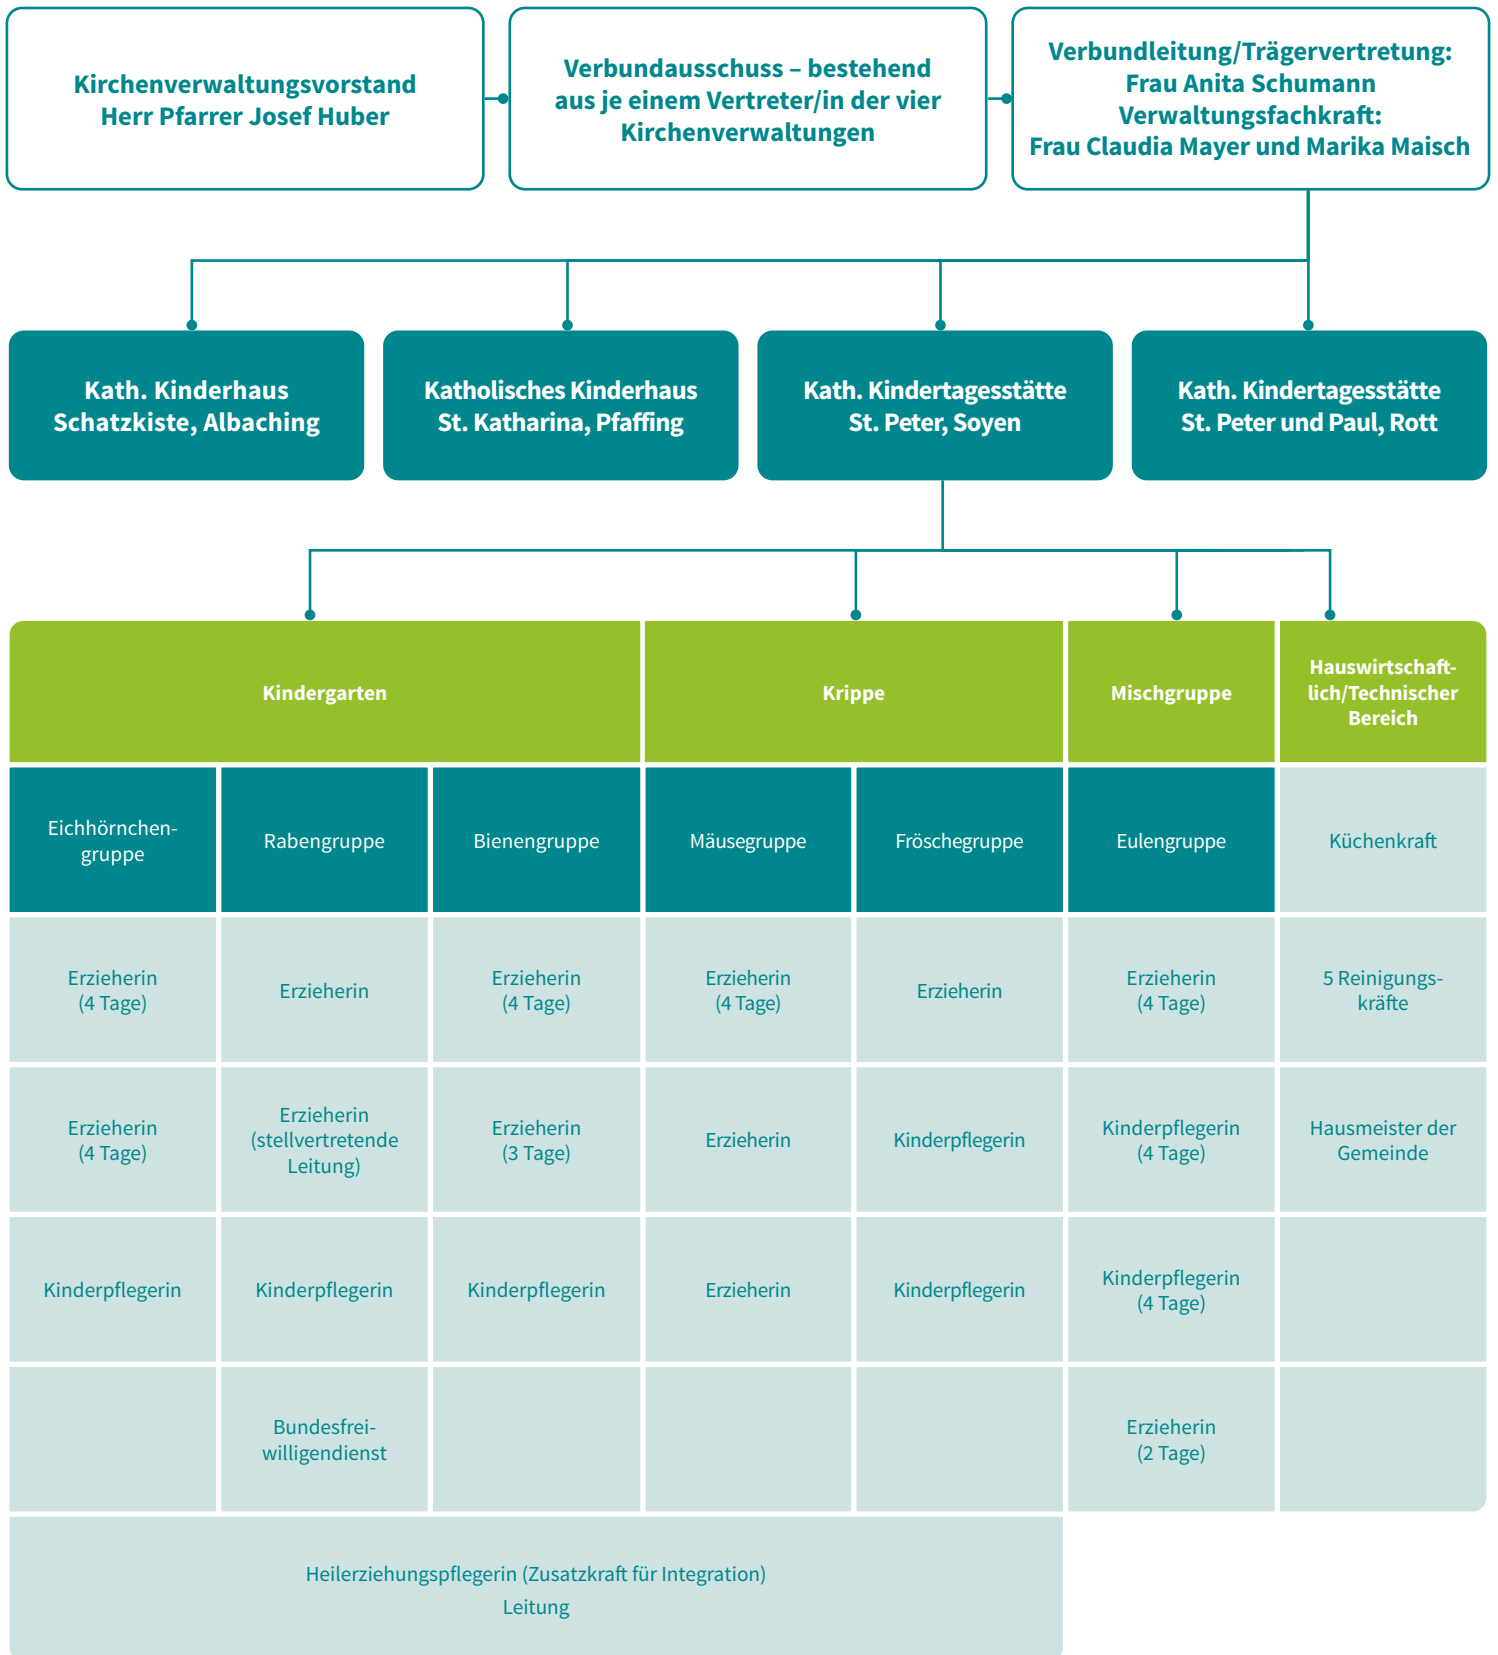 Kirchenverwaltungsvorstand
Herr Pfarrer Josef Huber
Verbundausschuss – bestehend
aus je einem Vertreter/in der vier
Kirchenverwaltungen
Verbundleitung/Trägervertretung:
Frau Anita Schumann
Verwaltungsfachkraft:
Frau Claudia Mayer und Marika Maisch
Kath. Kinderhaus
Schatzkiste, Albaching
Katholisches Kinderhaus
St. Katharina, Pfaffing
Kath. Kindertagesstätte
St. Peter, Soyen
Kath. Kindertagesstätte
St. Peter und Paul, Rott
Kindergarten
Krippe
Mischgruppe
Hauswirtschaft-
lich/Technischer
Bereich
Eichhörnchen-
gruppe
Rabengruppe
Bienengruppe
Mäusegruppe
Fröschegruppe
Eulengruppe
Küchenkraft
Erzieherin
(4 Tage)
Erzieherin
Erzieherin
(4 Tage)
Erzieherin
(4 Tage)
Erzieherin
Erzieherin
(4 Tage)
5 Reinigungs-
kräfte
Erzieherin
(4 Tage)
Erzieherin
(stellvertretende
Leitung)
Erzieherin
(3 Tage)
Erzieherin
Kinderpflegerin
Kinderpflegerin
(4 Tage)
Hausmeister der
Gemeinde
Kinderpflegerin
Kinderpflegerin
Kinderpflegerin
Erzieherin
Kinderpflegerin
Kinderpflegerin
(4 Tage)
Bundesfrei-
willigendienst
Erzieherin
(2 Tage)
Heilerziehungspflegerin (Zusatzkraft für Integration)
Leitung